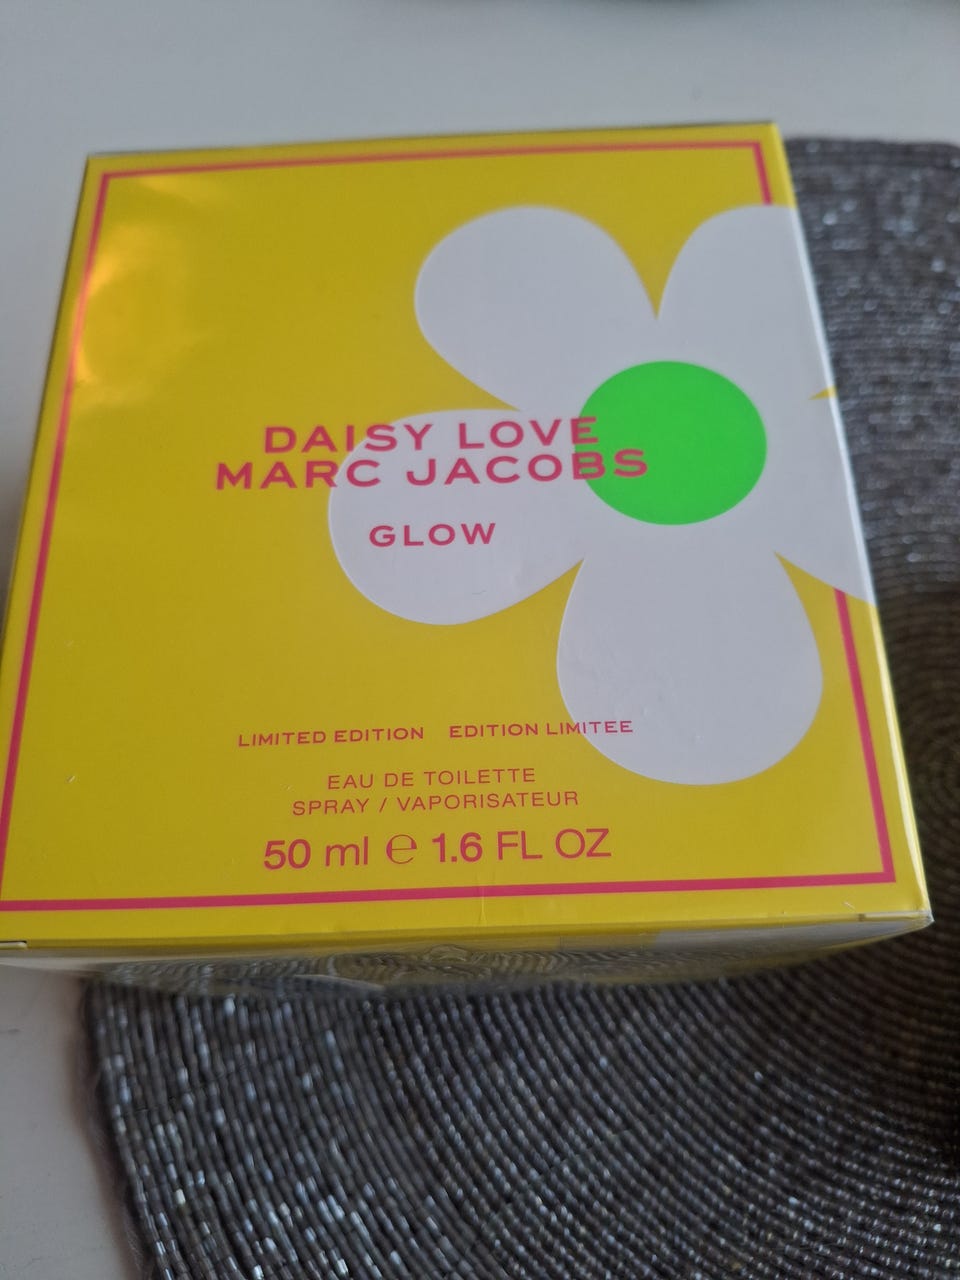 DAISY LOVE
MARC JACOBS
GLOW
LIMITED EDITION EDITION LIMITEE
EAU DE TOILETTE
SPRAY / VAPORISATEUR
50 ml ℮ 1.6 FL OZ